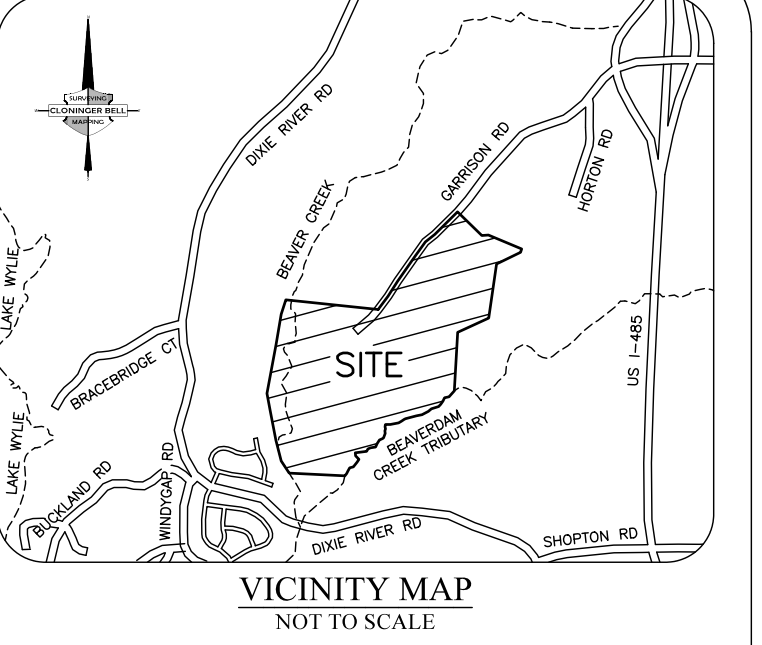 SURVEYING
CLONINGER BELL
MAPPING
DIXIE RIVER RD
GARRISON RD
HORTON RD
BEAVER CREEK
LAKE WYLIE
US I-485
BRACEBRIDGE CT
SITE
LAKE WYLIE
BEAVERDAM
CREEK TRIBUTARY
BUCKLAND RD
WINDYGAP RD
DIXIE RIVER RD
SHOPTON RD
VICINITY MAP
NOT TO SCALE